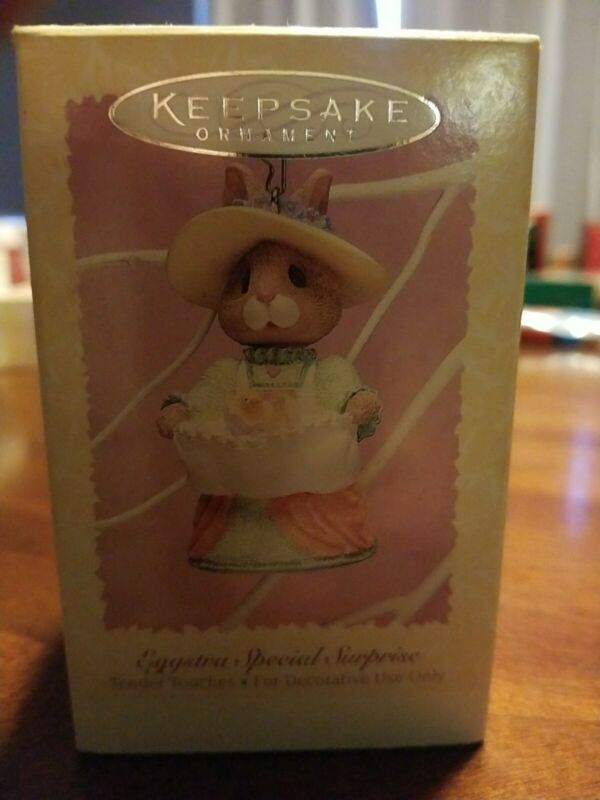 KEEPSAKE
ORNAMENT
Eggstra Special Surprise
Tender Touches • For Decorative Use Only